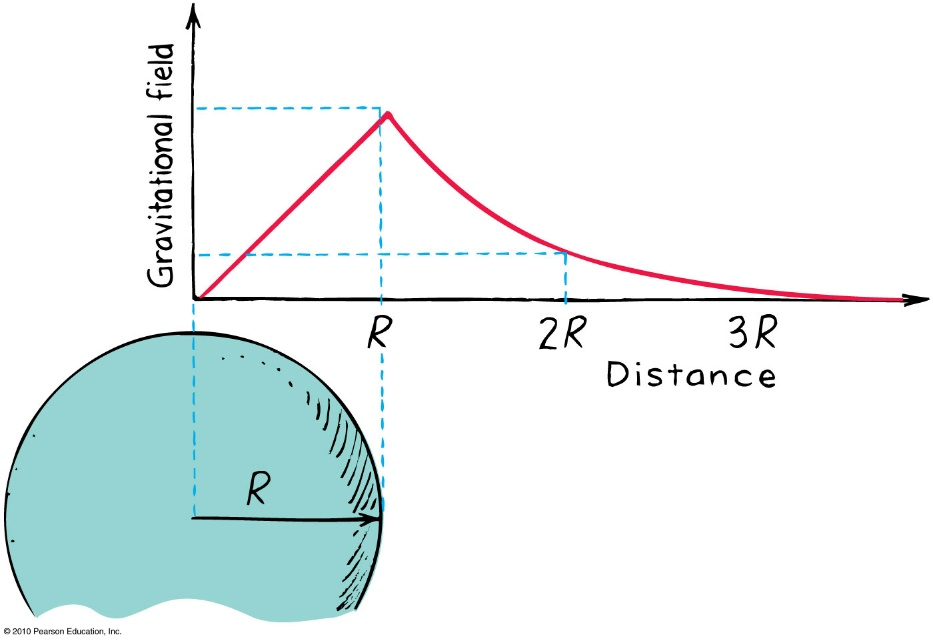 Gravitational field
R
2R
3R
Distance
R
© 2010 Pearson Education, Inc.